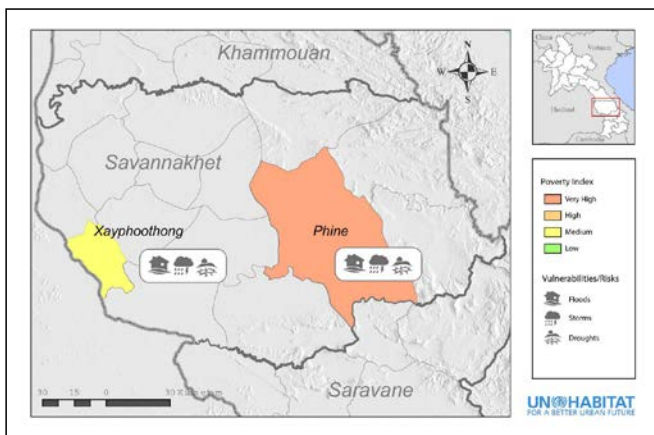 Khammouan
N
W E
S
Savannakhet
Xayphoothong
Phine
Saravane
30 0 30
China
Vietnam
Thailand
Cambodia
Poverty Index
Very High
High
Medium
Low
Vulnerabilities/Risks
Floods
Storms
Droughts
UN HABITAT
FOR A BETTER URBAN FUTURE